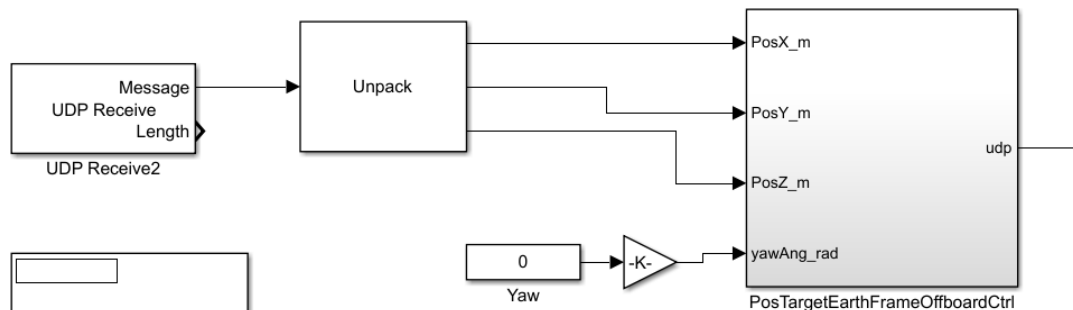 Message
UDP Receive
Length
UDP Receive2
Unpack
PosX_m
PosY_m
PosZ_m
yawAng_rad
udp
PosTargetEarthFrameOffboardCtrl
0
Yaw
-K-